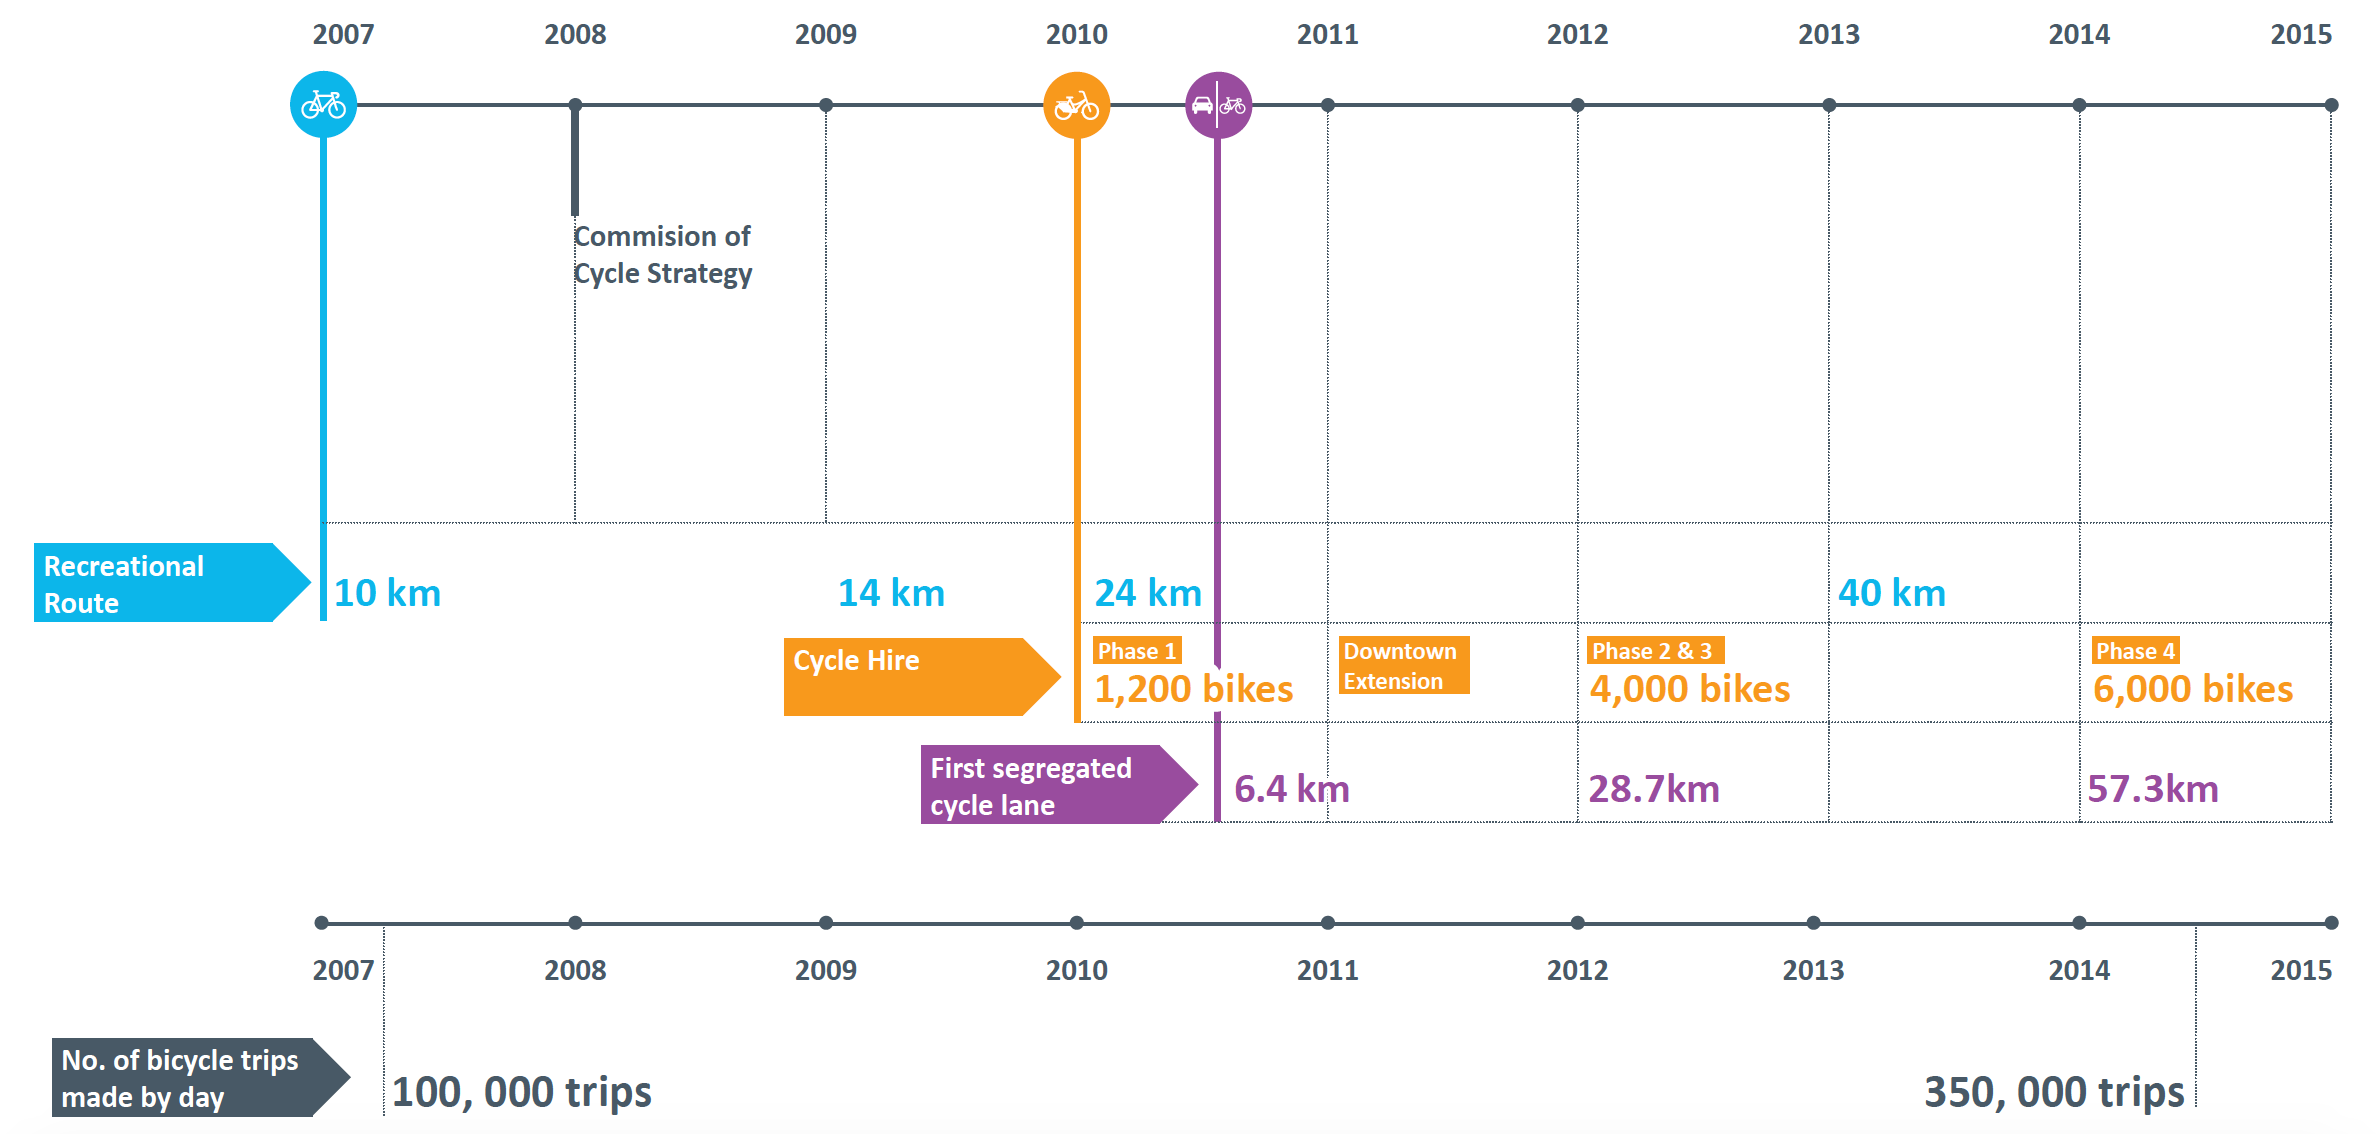 2007 2008 2009 2010 2011 2012 2013 2014 2015
Commision of
Cycle Strategy
Recreational
Route
10 km 14 km 24 km 40 km
Cycle Hire
Phase 1
1,200 bikes
Downtown
Extension
Phase 2 & 3
4,000 bikes
Phase 4
6,000 bikes
First segregated
cycle lane
6.4 km 28.7km 57.3km
2007 2008 2009 2010 2011 2012 2013 2014 2015
No. of bicycle trips
made by day
100, 000 trips 350, 000 trips